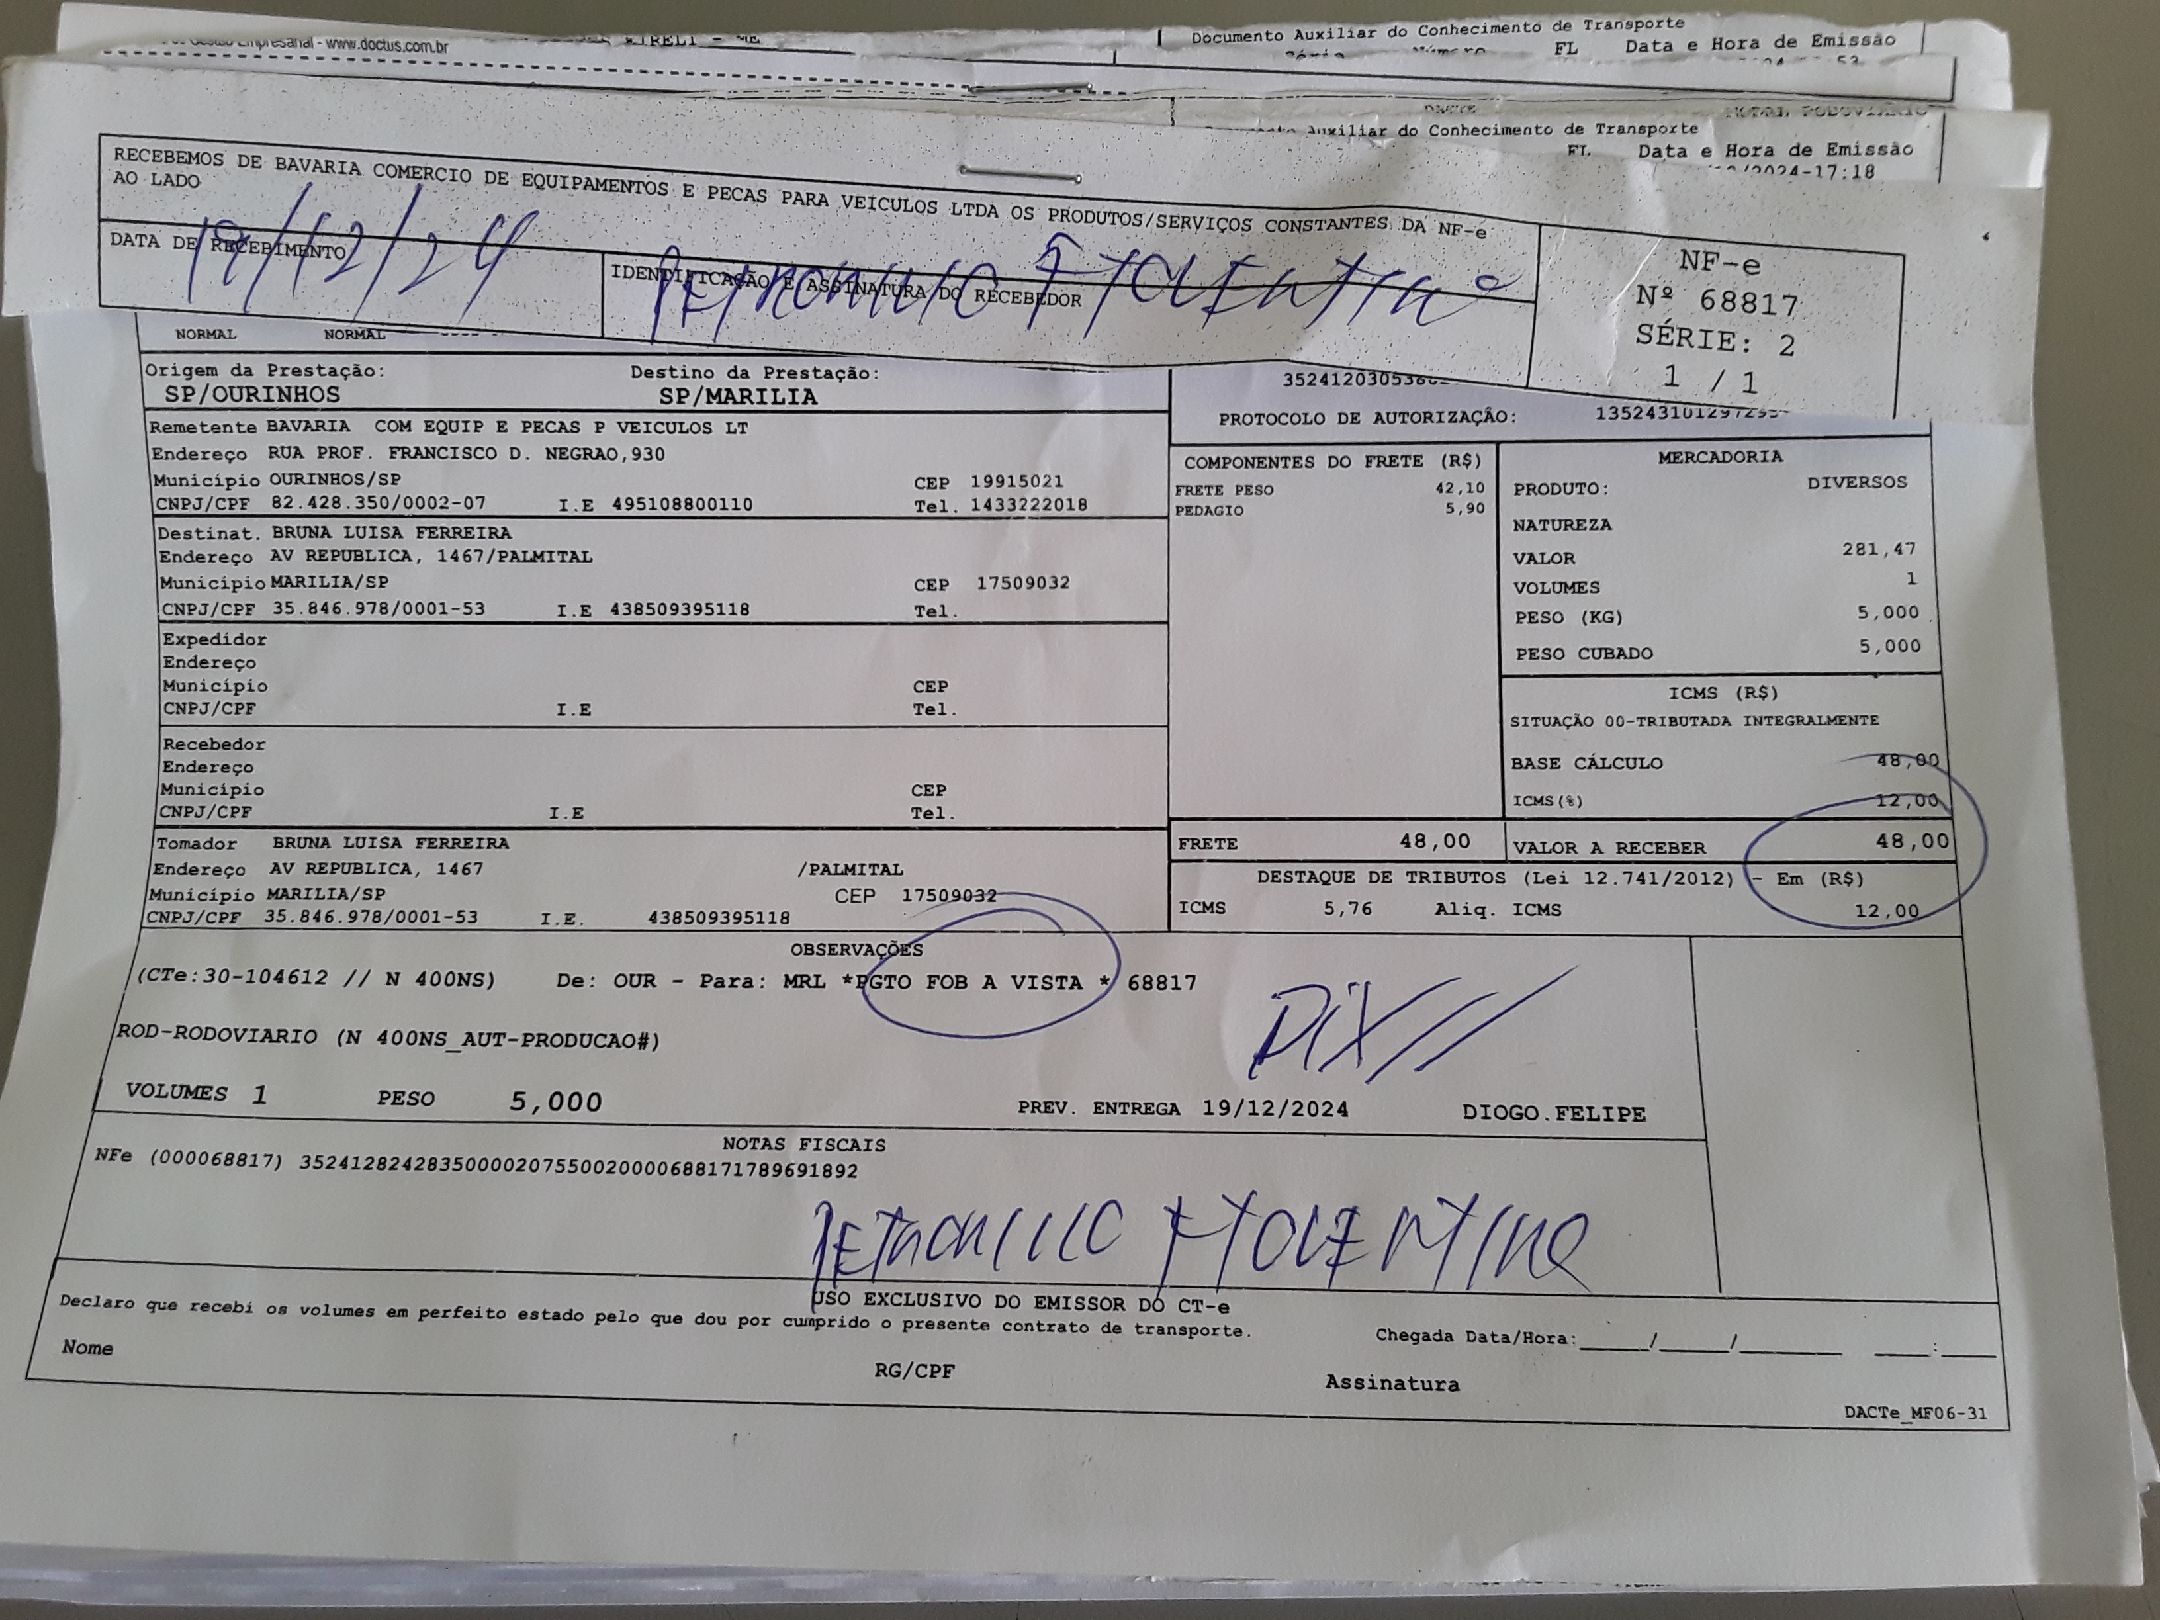 Empresarial - www.doctus.com.br
Documento Auxiliar do Conhecimento de Transporte
FL Data e Hora de Emissão
Auxiliar do Conhecimento de Transporte
FL Data e Hora de Emissão
/2024-17:18
RECEBEMOS DE BAVARIA COMERCIO DE EQUIPAMENTOS E PECAS PARA VEICULOS LTDA OS PRODUTOS/SERVIÇOS CONSTANTES DA NF-e
AO LADO
DATA DE RECEBIMENTO
19/12/24
IDENTIFICAÇÃO E ASSINATURA DO RECEBEDOR
NF-e
Nº 68817
SÉRIE: 2
1 / 1
NORMAL NORMAL
Origem da Prestação: Destino da Prestação:
SP/OURINHOS SP/MARILIA
PROTOCOLO DE AUTORIZAÇÃO:
Remetente BAVARIA COM EQUIP E PECAS P VEICULOS LT
Endereço RUA PROF. FRANCISCO D. NEGRAO,930
Município OURINHOS/SP CEP 19915021
CNPJ/CPF 82.428.350/0002-07 I.E 495108800110 Tel. 1433222018
Destinat. BRUNA LUISA FERREIRA
Endereço AV REPUBLICA, 1467/PALMITAL
Município MARILIA/SP CEP 17509032
CNPJ/CPF 35.846.978/0001-53 I.E 438509395118 Tel.
Expedidor
Endereço
Município CEP
CNPJ/CPF I.E Tel.
Recebedor
Endereço
Município CEP
CNPJ/CPF I.E Tel.
Tomador BRUNA LUISA FERREIRA
Endereço AV REPUBLICA, 1467 /PALMITAL
Município MARILIA/SP CEP 17509032
CNPJ/CPF 35.846.978/0001-53 I.E. 438509395118
COMPONENTES DO FRETE (R$)
FRETE PESO 42,10
PEDAGIO 5,90
MERCADORIA
PRODUTO: DIVERSOS
NATUREZA
VALOR 281,47
VOLUMES 1
PESO (KG) 5,000
PESO CUBADO 5,000
ICMS (R$)
SITUAÇÃO 00-TRIBUTADA INTEGRALMENTE
BASE CÁLCULO 48,00
ICMS(%) 12,00
FRETE 48,00 VALOR A RECEBER 48,00
DESTAQUE DE TRIBUTOS (Lei 12.741/2012) - Em (R$)
ICMS 5,76 Aliq. ICMS 12,00
OBSERVAÇÕES
(CTe:30-104612 // N 400NS) De: OUR - Para: MRL *PGTO FOB A VISTA * 68817
ROD-RODOVIARIO (N 400NS_AUT-PRODUCAO#)
PIX
VOLUMES 1 PESO 5,000 PREV. ENTREGA 19/12/2024 DIOGO.FELIPE
NOTAS FISCAIS
NFe (000068817) 35241282428350000207550020000688171789691892
USO EXCLUSIVO DO EMISSOR DO CT-e
Declaro que recebi os volumes em perfeito estado pelo que dou por cumprido o presente contrato de transporte.
Chegada Data/Hora:_____/_____/_______ ____:____
Nome RG/CPF Assinatura
DACTe_MF06-31